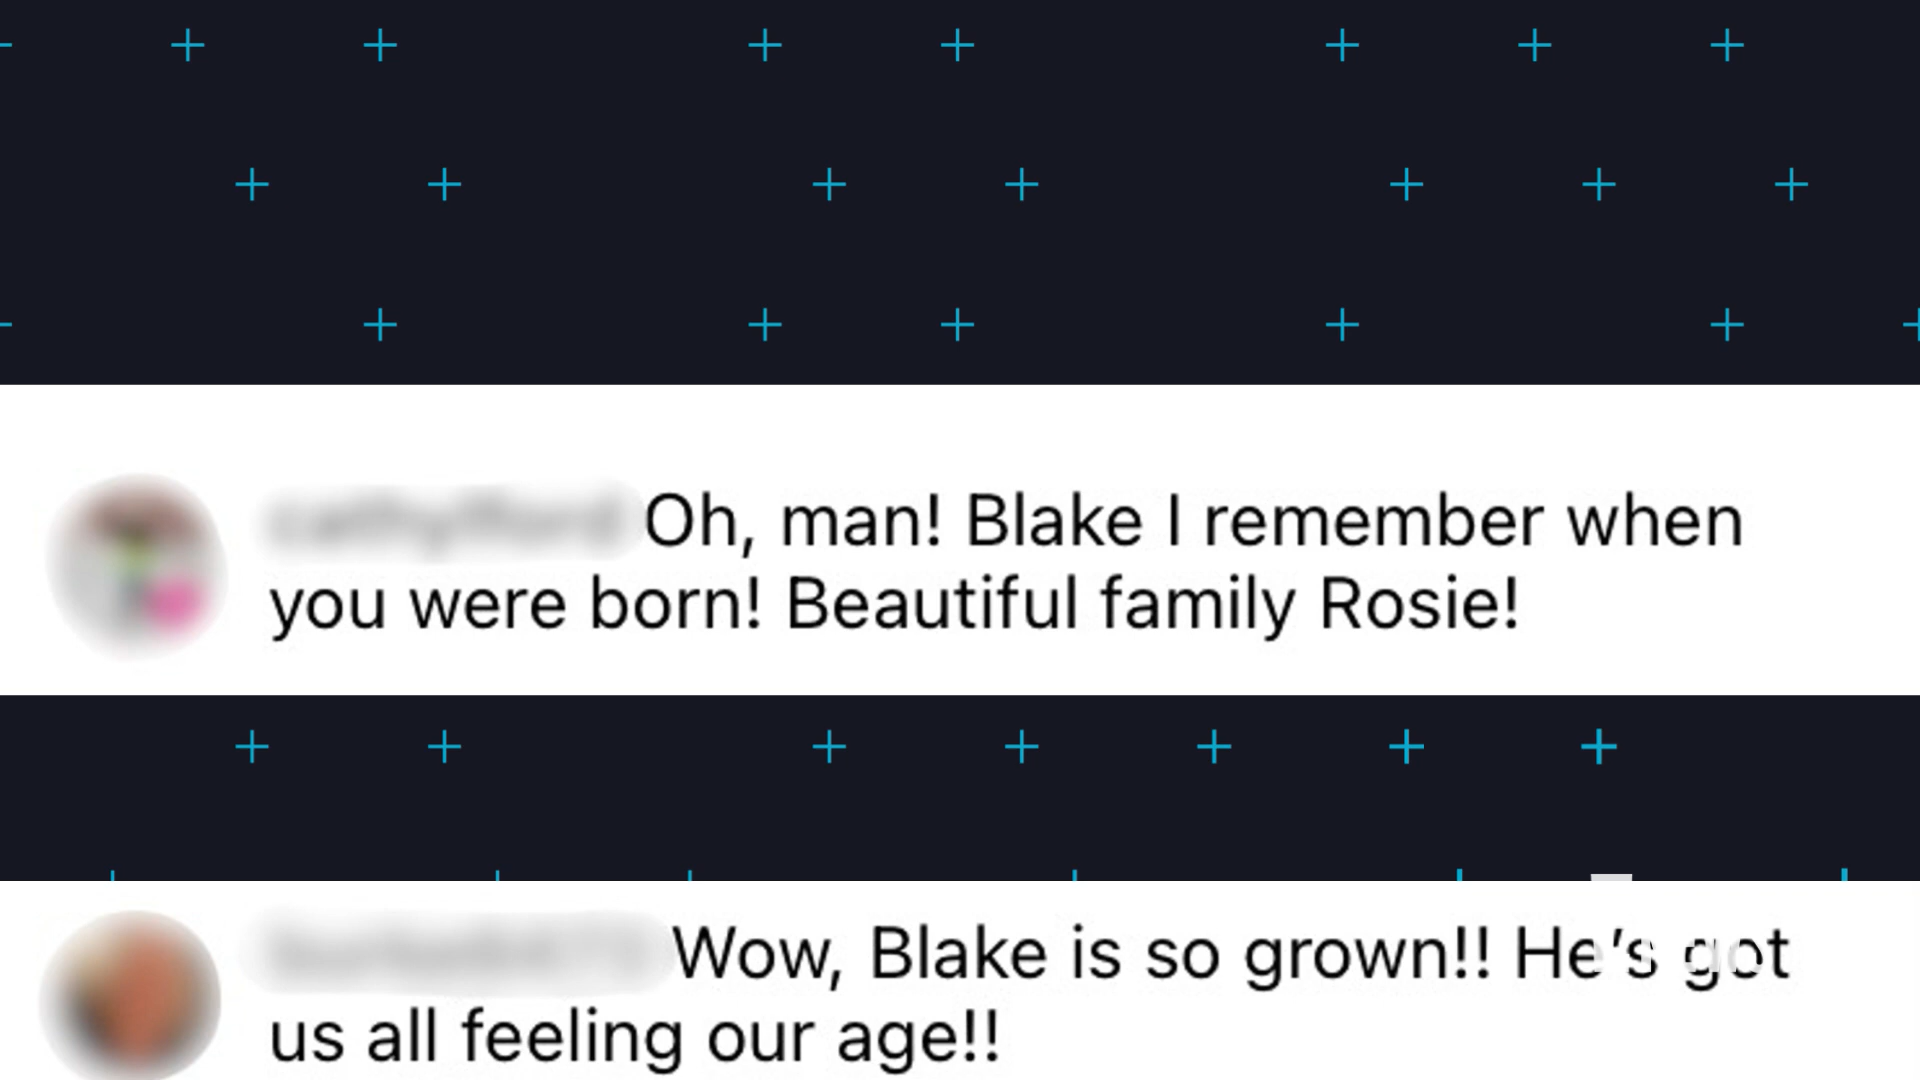 Oh, man! Blake I remember when
you were born! Beautiful family Rosie!
Wow, Blake is so grown!! He's got
us all feeling our age!!